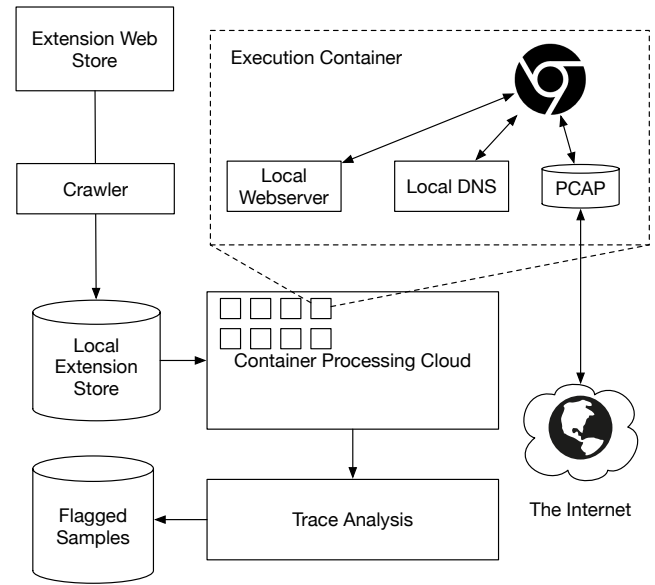 Extension Web
Store
Execution Container
Crawler
Local
Webserver
Local DNS
PCAP
Local
Extension
Store
Container Processing Cloud
Flagged
Samples
Trace Analysis
The Internet